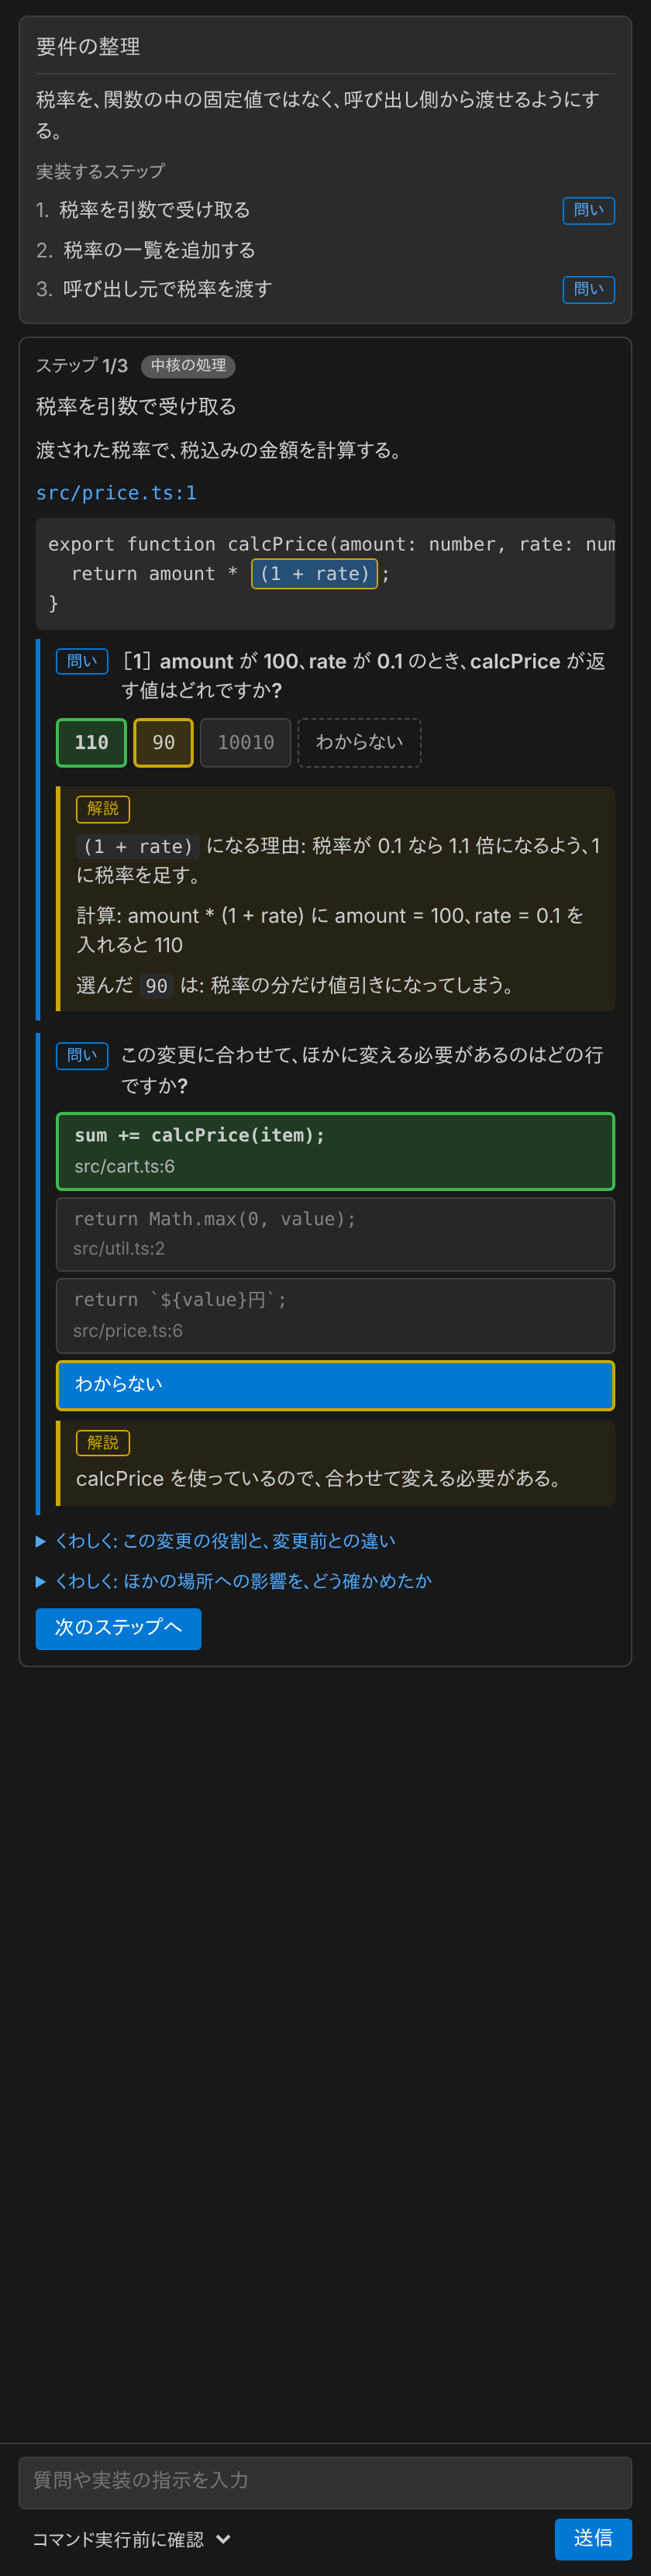 要件の整理
税率を、関数の中の固定値ではなく、呼び出し側から渡せるようにす
る。
実装するステップ
1. 税率を引数で受け取る 問い
2. 税率の一覧を追加する
3. 呼び出し元で税率を渡す 問い
ステップ 1/3 中核の処理
税率を引数で受け取る
渡された税率で、税込みの金額を計算する。
src/price.ts:1
export function calcPrice(amount: number, rate: num
return amount * (1 + rate);
}
問い [1] amount が 100、rate が 0.1 のとき、calcPrice が返
す値はどれですか?
110 90 10010 わからない
解説
(1 + rate) になる理由: 税率が 0.1 なら 1.1 倍になるよう、1
に税率を足す。
計算: amount * (1 + rate) に amount = 100、rate = 0.1 を
入れると 110
選んだ 90 は: 税率の分だけ値引きになってしまう。
問い この変更に合わせて、ほかに変える必要があるのはどの行
ですか?
sum += calcPrice(item);
src/cart.ts:6
return Math.max(0, value);
src/util.ts:2
return `${value}円`;
src/price.ts:6
わからない
解説
calcPrice を使っているので、合わせて変える必要がある。
▶ くわしく: この変更の役割と、変更前との違い
▶ くわしく: ほかの場所への影響を、どう確かめたか
次のステップへ
質問や実装の指示を入力
コマンド実行前に確認 送信